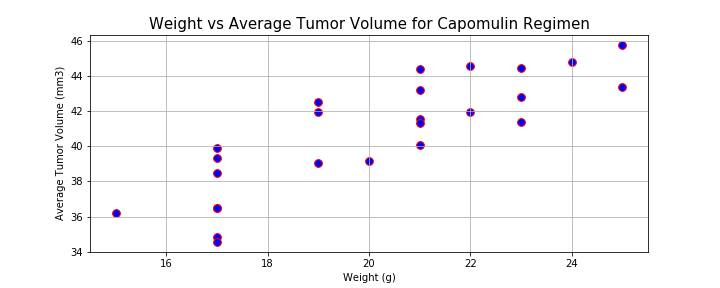 Weight vs Average Tumor Volume for Capomulin Regimen
46
44
42
40
38
36
34
Average Tumor Volume (mm3)
16 18 20 22 24
Weight (g)